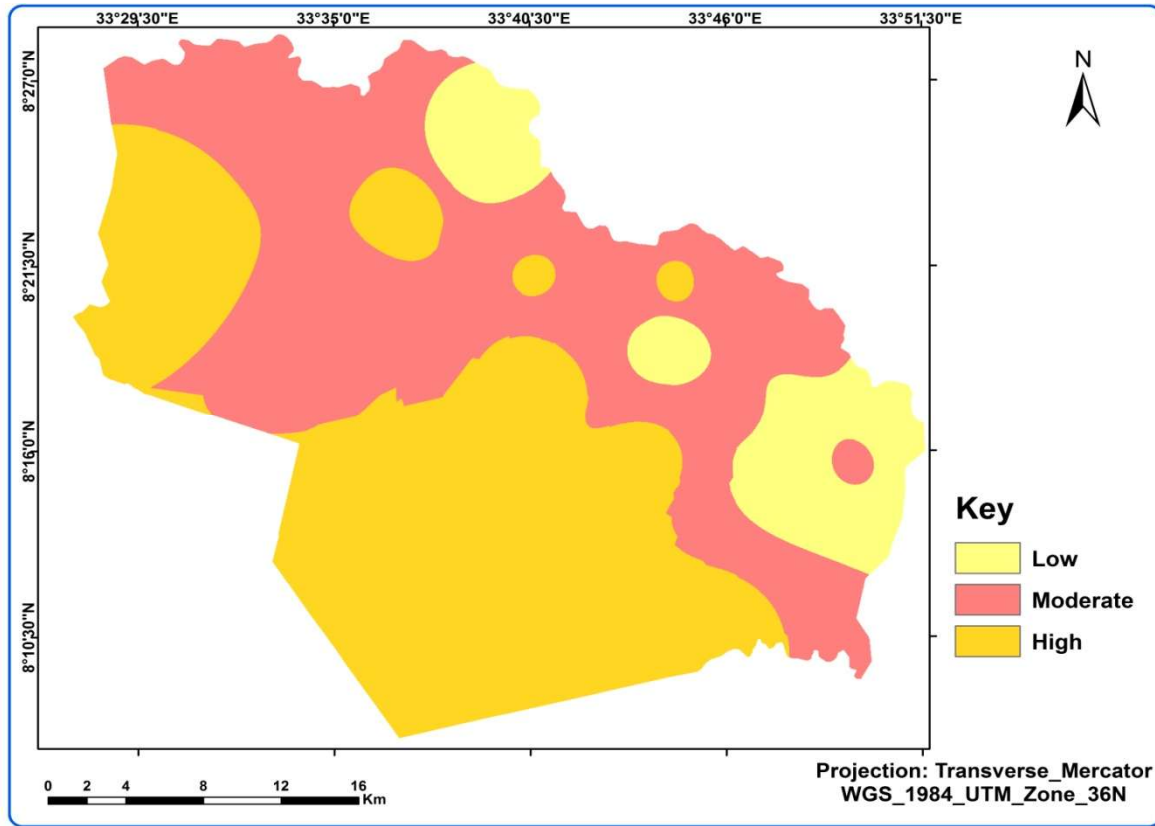 33°29'30"E 33°35'0"E 33°40'30"E 33°46'0"E 33°51'30"E
N
8°27'0"N
8°21'30"N
8°16'0"N
8°10'30"N
Key
Low
Moderate
High
0 2 4 8 12 16
Km
Projection: Transverse_Mercator
WGS_1984_UTM_Zone_36N